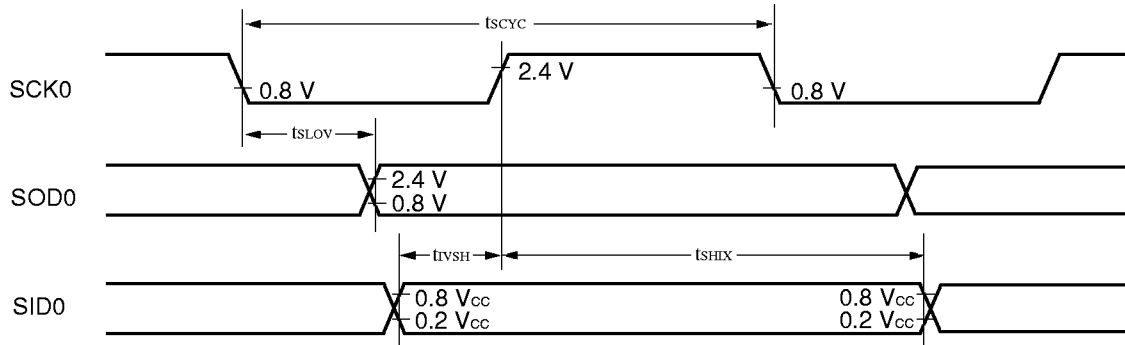 tSCYC
SCK0
2.4 V
0.8 V
0.8 V
tSLOV
SOD0
2.4 V
0.8 V
tIVSH
tSHIX
SID0
0.8 VCC
0.2 VCC
0.8 VCC
0.2 VCC